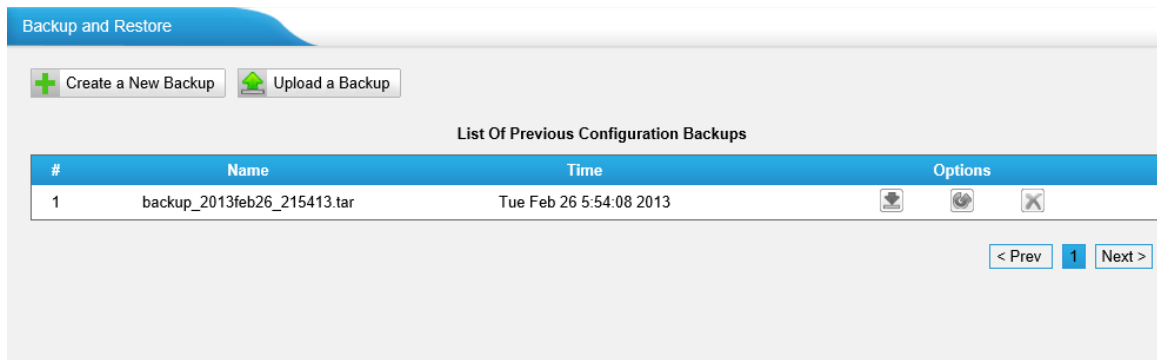 Backup and Restore
Create a New Backup Upload a Backup
List Of Previous Configuration Backups
# Name Time Options
1 backup_2013feb26_215413.tar Tue Feb 26 5:54:08 2013
< Prev 1 Next >